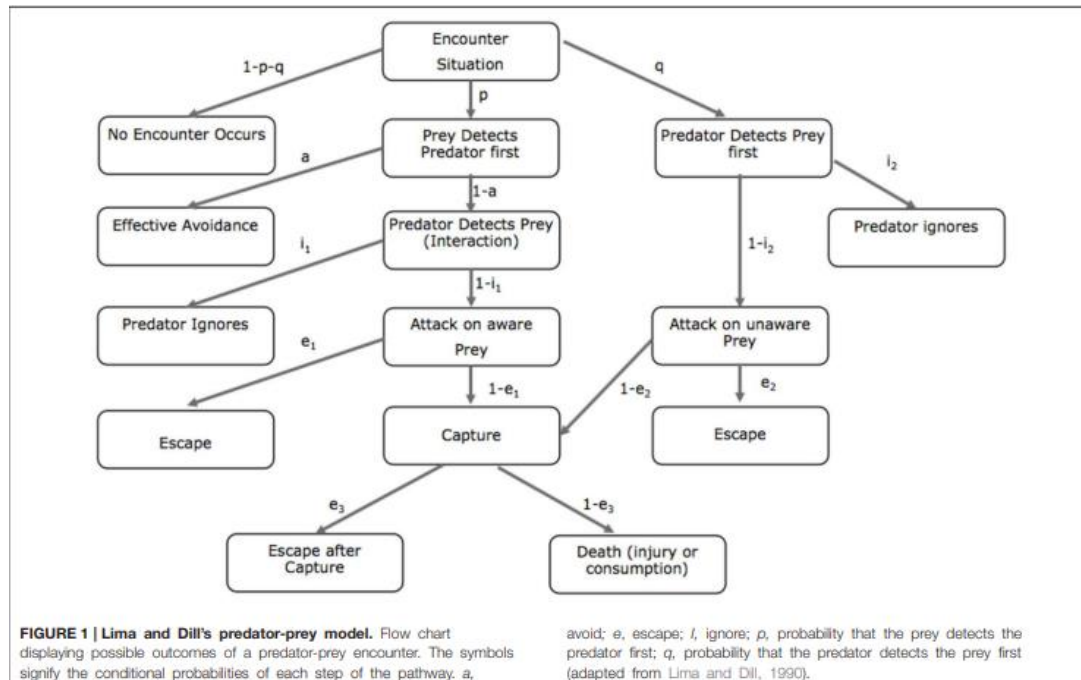 Encounter
Situation
1-p-q
q
p
No Encounter Occurs
Prey Detects
Predator first
Predator Detects Prey
first
a
i₂
1-a
Effective Avoidance
Predator Detects Prey
(Interaction)
Predator ignores
i₁
1-i₂
1-i₁
Predator Ignores
Attack on aware
Prey
Attack on unaware
Prey
e₁
1-e₁
1-e₂
e₂
Escape
Capture
Escape
e₃
1-e₃
Escape after
Capture
Death (injury or
consumption)
FIGURE 1 | Lima and Dill's predator-prey model. Flow chart
displaying possible outcomes of a predator-prey encounter. The symbols
signify the conditional probabilities of each step of the pathway. a,
avoid; e, escape; I, ignore; p, probability that the prey detects the
predator first; q, probability that the predator detects the prey first
(adapted from Lima and Dill, 1990).